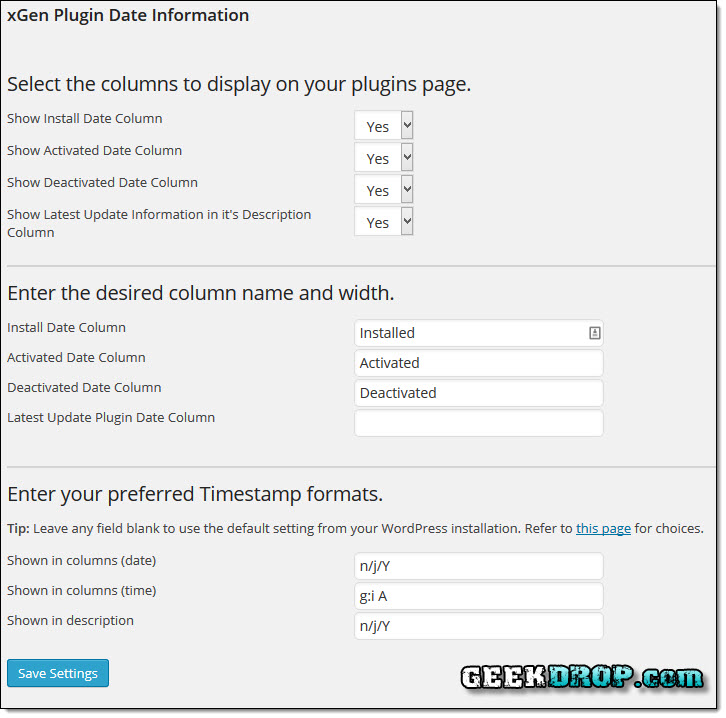 xGen Plugin Date Information
Select the columns to display on your plugins page.
Show Install Date Column
Yes
Show Activated Date Column
Yes
Show Deactivated Date Column
Yes
Show Latest Update Information in it's Description
Column
Yes
Enter the desired column name and width.
Install Date Column
Installed
Activated Date Column
Activated
Deactivated Date Column
Deactivated
Latest Update Plugin Date Column
Enter your preferred Timestamp formats.
Tip: Leave any field blank to use the default setting from your WordPress installation. Refer to this page for choices.
Shown in columns (date)
n/j/Y
Shown in columns (time)
g:i A
Shown in description
n/j/Y
Save Settings
GEEKDROP.com